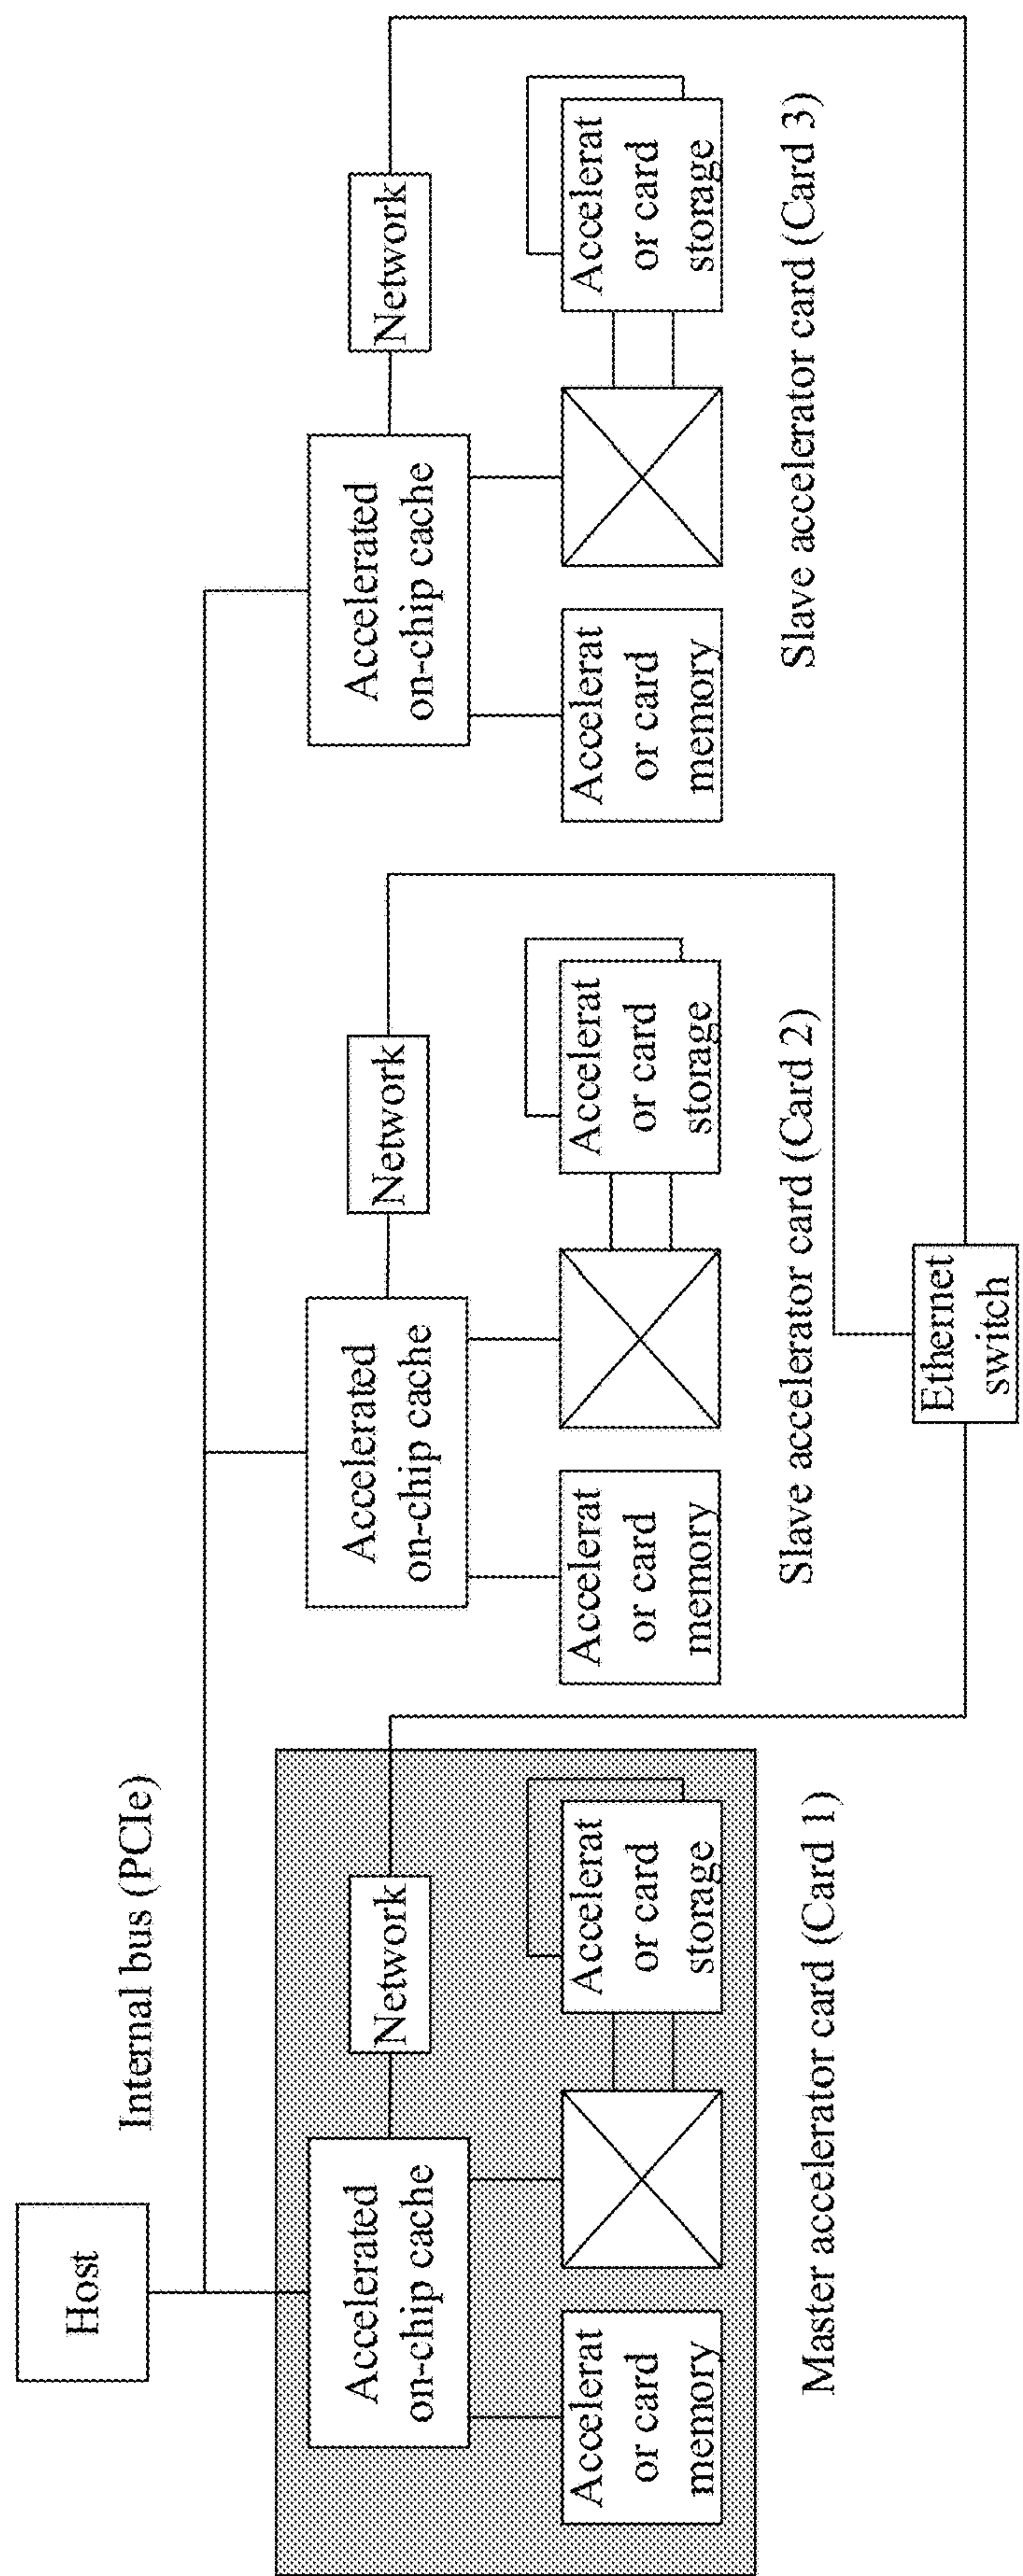 Host
Internal bus (PCIe)
Accelerated
on-chip cache
Network
Accelerat
or card
memory
Accelerat
or card
storage
Master accelerator card (Card 1)
Accelerated
on-chip cache
Network
Accelerat
or card
memory
Accelerat
or card
storage
Slave accelerator card (Card 2)
Accelerated
on-chip cache
Network
Accelerat
or card
memory
Accelerat
or card
storage
Slave accelerator card (Card 3)
Ethernet
switch